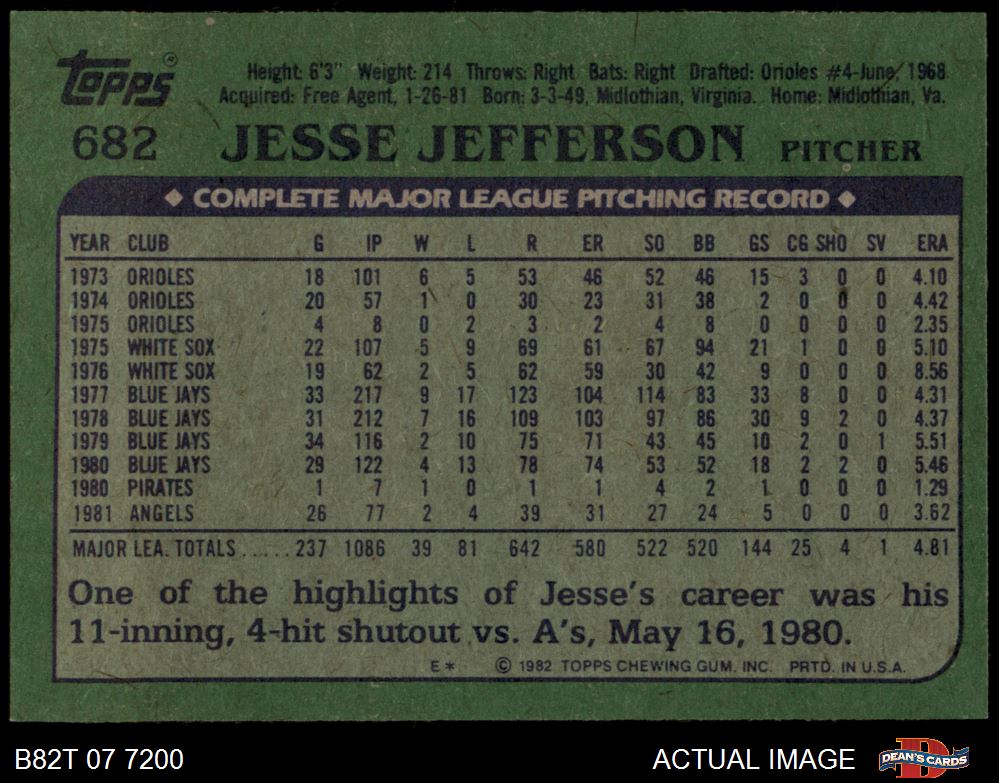 Topps®
Height: 6'3" Weight: 214 Throws: Right Bats: Right Drafted: Orioles #4-June, 1968
Acquired: Free Agent, 1-26-81 Born: 3-3-49, Midlothian, Virginia. Home: Midlothian, Va.
682 JESSE JEFFERSON PITCHER
◆ COMPLETE MAJOR LEAGUE PITCHING RECORD ◆
YEAR CLUB G IP W L R ER SO BB GS CG SHO SV ERA
1973 ORIOLES 18 101 6 5 53 46 52 46 15 3 0 0 4.10
1974 ORIOLES 20 57 1 0 30 23 31 38 2 0 0 0 4.42
1975 ORIOLES 4 8 0 2 3 2 4 8 0 0 0 0 2.35
1975 WHITE SOX 22 107 5 9 69 61 67 94 21 1 0 0 5.10
1976 WHITE SOX 19 62 2 5 62 59 30 42 9 0 0 0 8.56
1977 BLUE JAYS 33 217 9 17 123 104 114 83 33 8 0 0 4.31
1978 BLUE JAYS 31 212 7 16 109 103 97 86 30 9 2 0 4.37
1979 BLUE JAYS 34 116 2 10 75 71 43 45 10 2 0 1 5.51
1980 BLUE JAYS 29 122 4 13 78 74 53 52 18 2 2 0 5.46
1980 PIRATES 1 7 1 0 1 1 4 2 1 0 0 0 1.29
1981 ANGELS 26 77 2 4 39 31 27 24 5 0 0 0 3.62
MAJOR LEA. TOTALS ...... 237 1086 39 81 642 580 522 520 144 25 4 1 4.81
One of the highlights of Jesse's career was his
11-inning, 4-hit shutout vs. A's, May 16, 1980.
E* © 1982 TOPPS CHEWING GUM. INC. PRTD. IN U.S.A.
B82T 07 7200 ACTUAL IMAGE DEAN'S CARDS